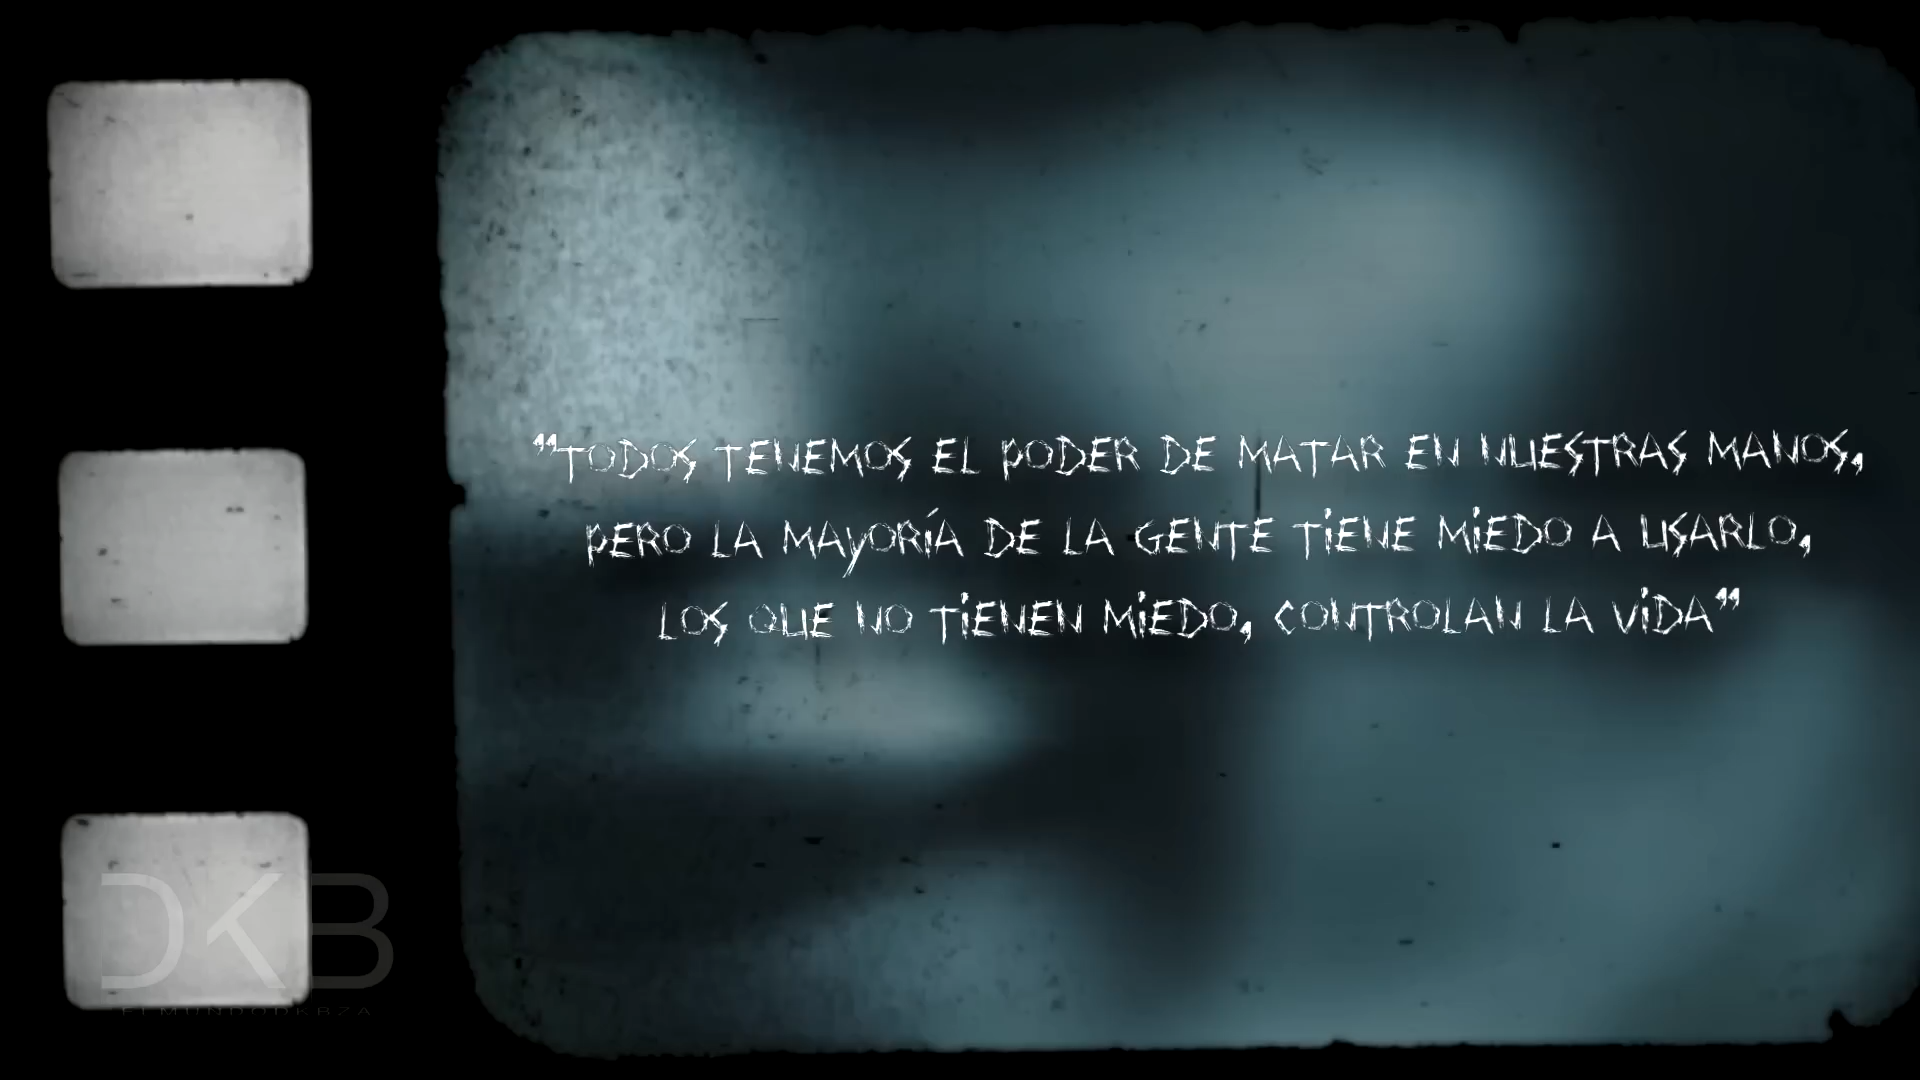 "TODOS TENEMOS EL PODER DE MATAR EN NUESTRAS MANOS,
PERO LA MAYORÍA DE LA GENTE TIENE MIEDO A USARLO,
LOS QUE NO TIENEN MIEDO, CONTROLAN LA VIDA"
DKB
ELMUNDODKBZA